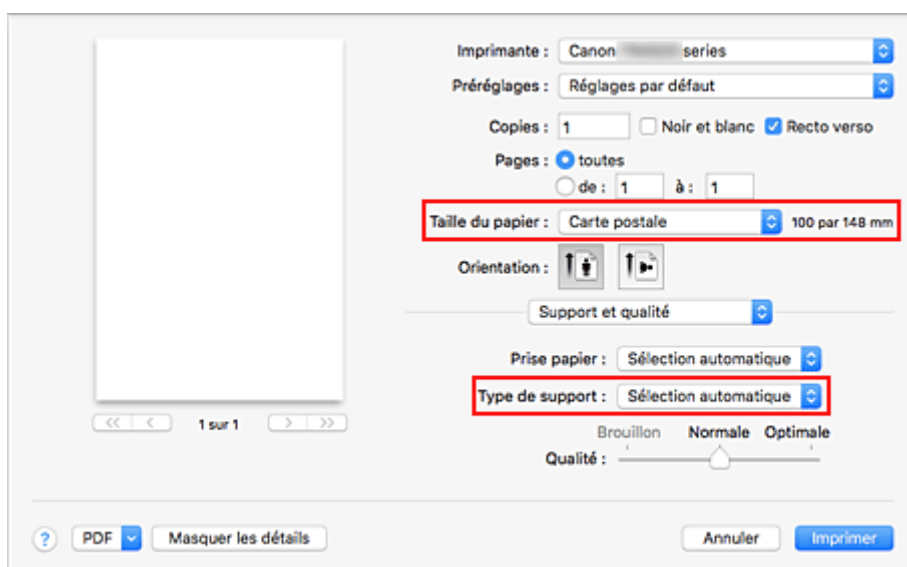 Imprimante : Canon series
Préréglages : Réglages par défaut
Copies : 1 Noir et blanc Recto verso
Pages : toutes
de : 1 à : 1
Taille du papier : Carte postale 100 par 148 mm
Orientation :
Support et qualité
Prise papier : Sélection automatique
Type de support : Sélection automatique
Brouillon Normale Optimale
Qualité :
<< < 1 sur 1 > >>
? PDF Masquer les détails Annuler Imprimer